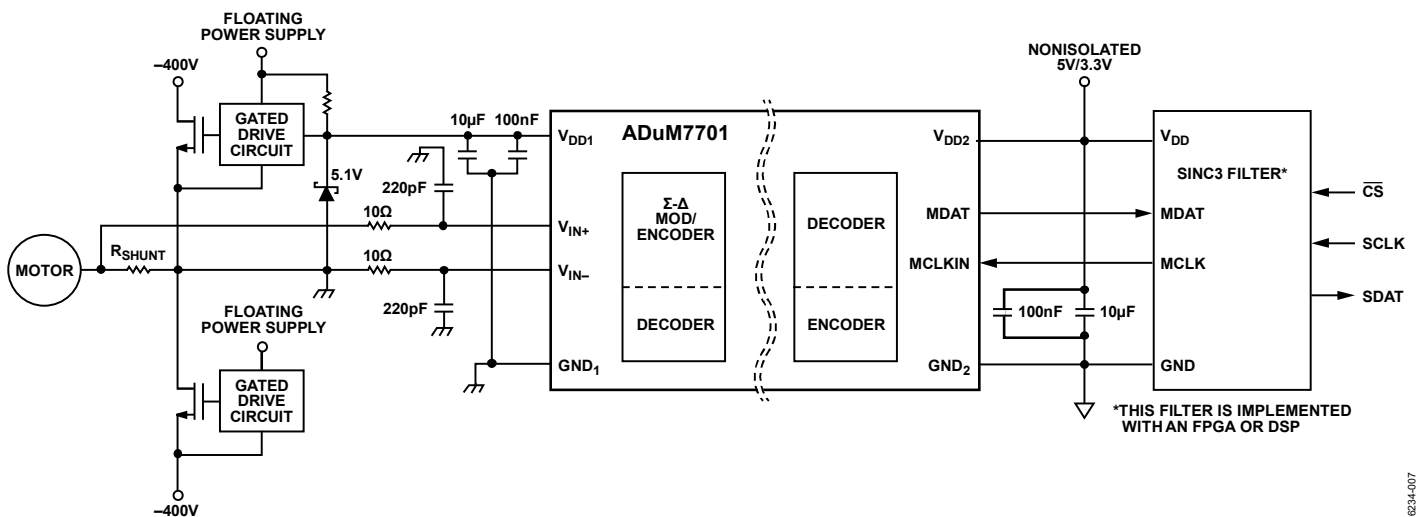 FLOATING
POWER SUPPLY
–400V
GATED
DRIVE
CIRCUIT
5.1V
10µF
100nF
220pF
10Ω
10Ω
220pF
MOTOR
RSHUNT
FLOATING
POWER SUPPLY
GATED
DRIVE
CIRCUIT
–400V
ADuM7701
VDD1
VIN+
VIN–
GND1
Σ-Δ
MOD/
ENCODER
DECODER
DECODER
ENCODER
VDD2
MDAT
MCLKIN
GND2
NONISOLATED
5V/3.3V
100nF
10µF
VDD
SINC3 FILTER*
MDAT
MCLK
GND
CS
SCLK
SDAT
*THIS FILTER IS IMPLEMENTED
WITH AN FPGA OR DSP
6234-007